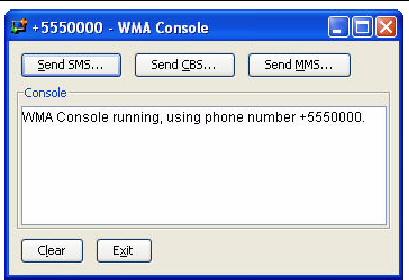 +5550000 - WMA Console
Send SMS... Send CBS... Send MMS...
Console
WMA Console running, using phone number +5550000.
Clear Exit